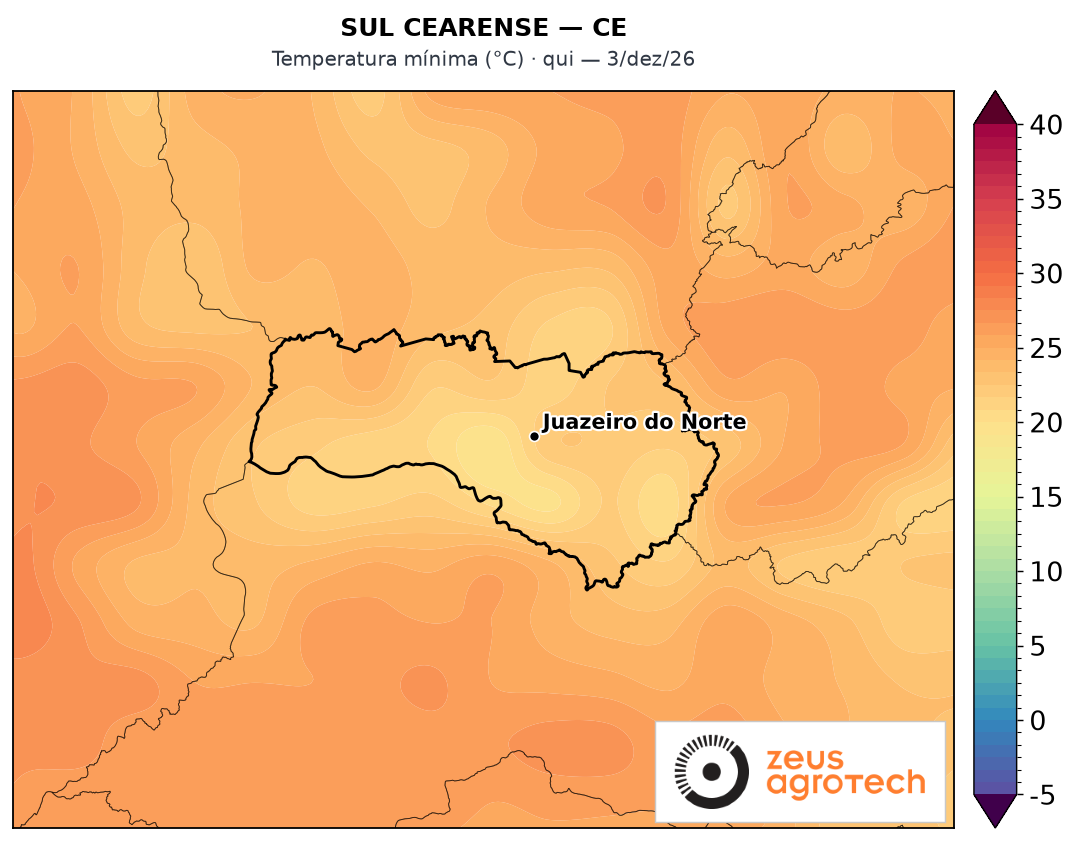 SUL CEARENSE — CE
Temperatura mínima (°C) · qui — 3/dez/26
Juazeiro do Norte
40
35
30
25
20
15
10
5
0
-5
zeus
agrotech